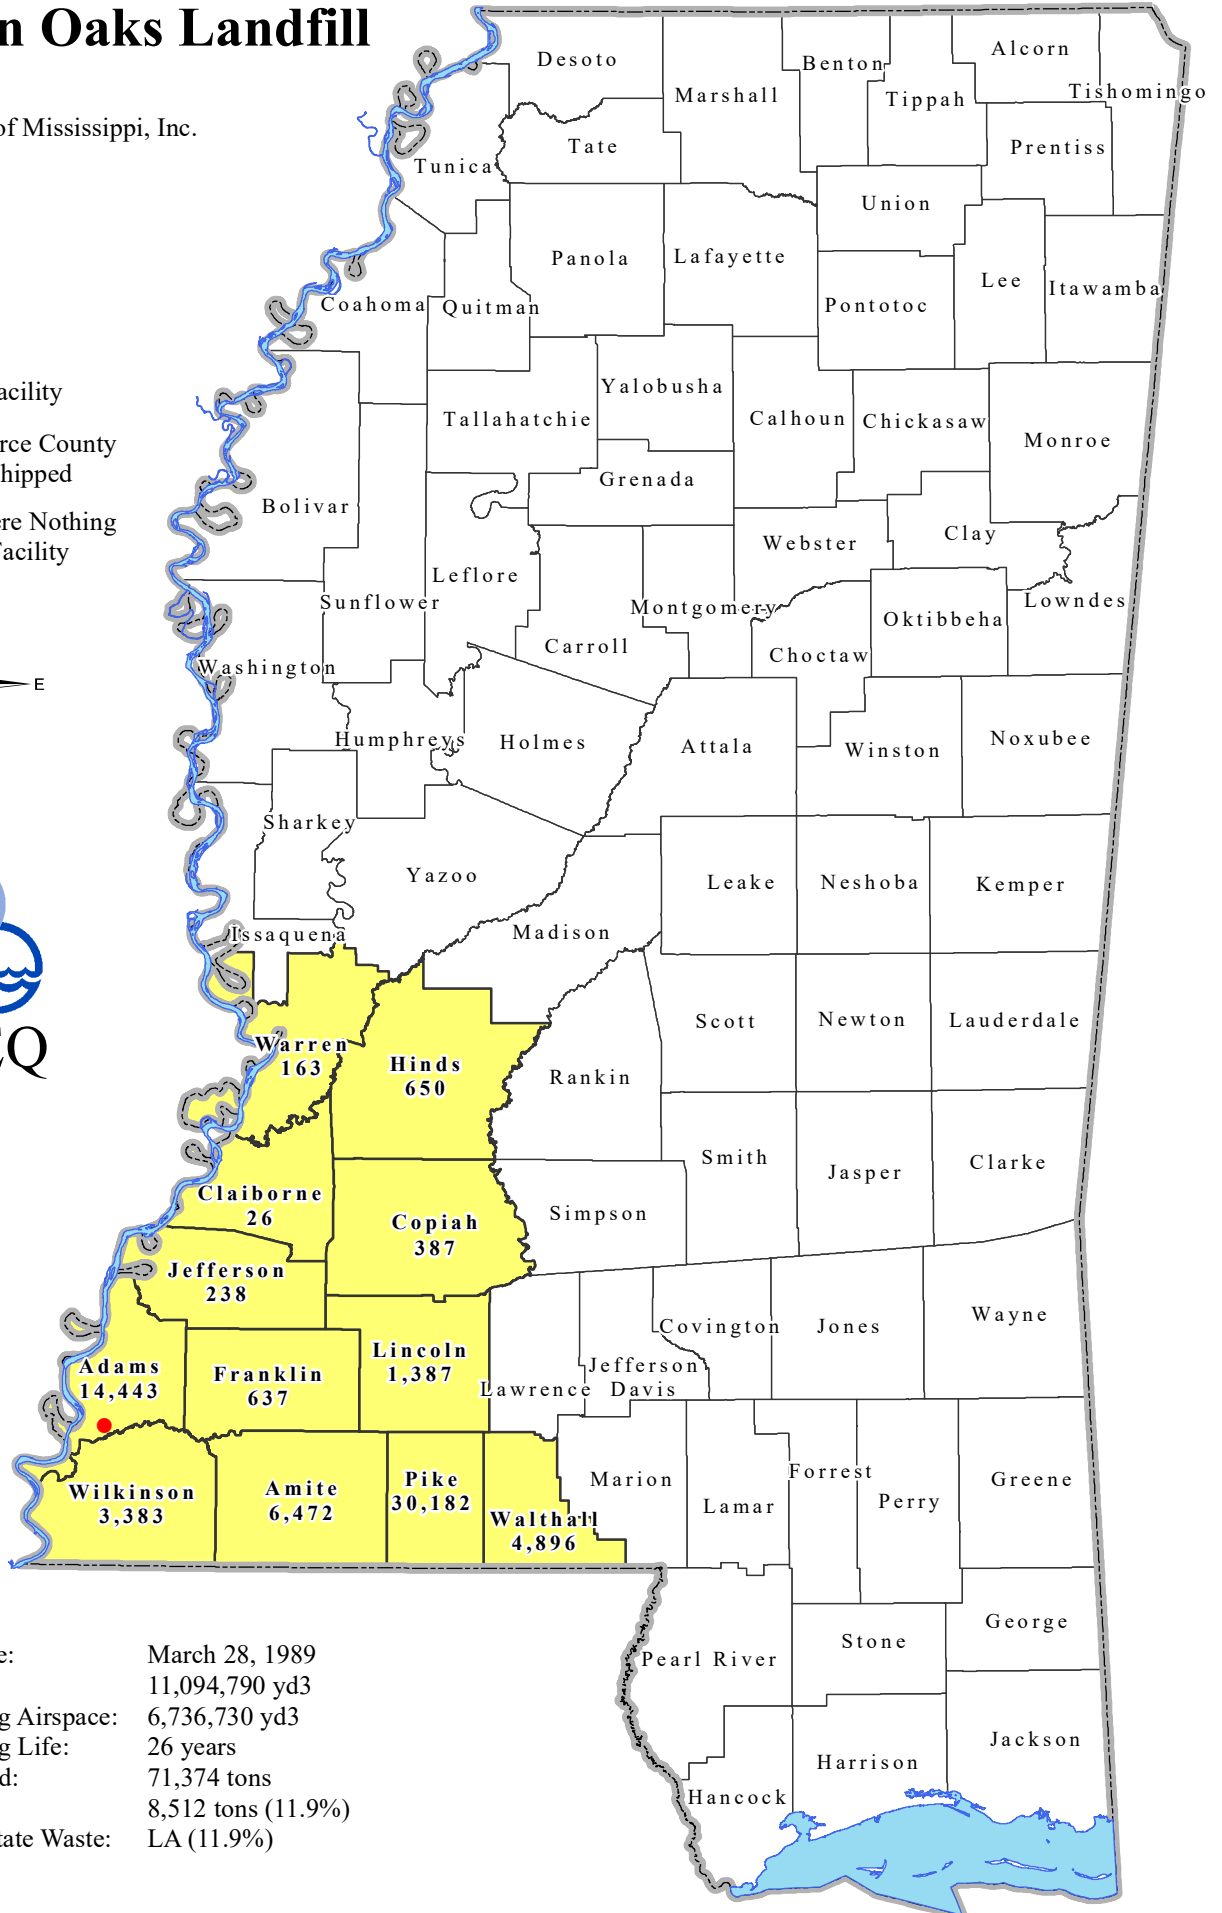 n Oaks Landfill
of Mississippi, Inc.
acility
rce County
hipped
ere Nothing
Facility
E
CQ
Desoto
Marshall
Benton
Tippah
Alcorn
Tishomingo
Prentiss
Tunica
Tate
Union
Panola
Lafayette
Lee
Itawamba
Coahoma
Quitman
Pontotoc
Yalobusha
Tallahatchie
Calhoun
Chickasaw
Monroe
Grenada
Bolivar
Webster
Clay
Leflore
Sunflower
Montgomery
Lowndes
Oktibbeha
Carroll
Choctaw
Washington
Humphreys
Holmes
Attala
Winston
Noxubee
Sharkey
Yazoo
Leake
Neshoba
Kemper
Issaquena
Madison
Scott
Newton
Lauderdale
Warren
163
Hinds
650
Rankin
Smith
Jasper
Clarke
Claiborne
26
Copiah
387
Simpson
Jefferson
238
Wayne
Covington
Jones
Lincoln
1,387
Adams
14,443
Franklin
637
Lawrence
Jefferson
Davis
Wilkinson
3,383
Amite
6,472
Pike
30,182
Walthall
4,896
Marion
Lamar
Forrest
Perry
Greene
George
Stone
Pearl River
Jackson
Harrison
Hancock
e: March 28, 1989
11,094,790 yd3
g Airspace: 6,736,730 yd3
g Life: 26 years
d: 71,374 tons
8,512 tons (11.9%)
tate Waste: LA (11.9%)